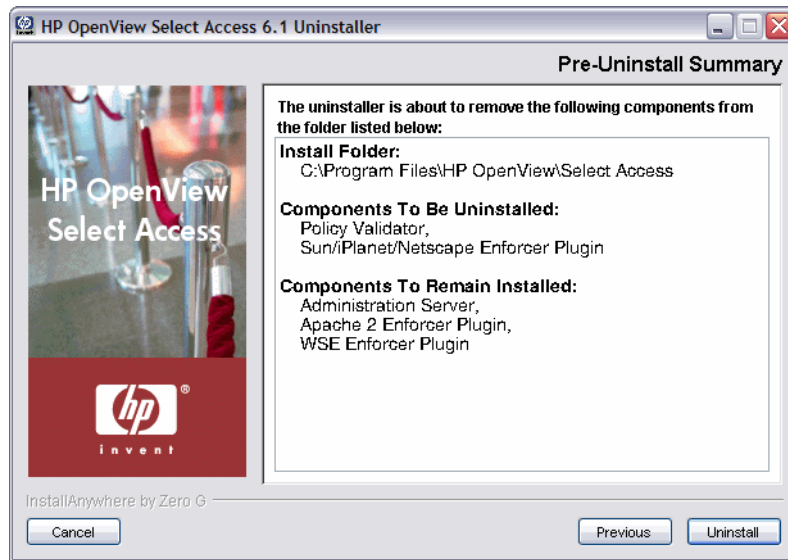 HP OpenView Select Access 6.1 Uninstaller
Pre-Uninstall Summary
HP OpenView
Select Access
hp
®
invent
The uninstaller is about to remove the following components from
the folder listed below:
Install Folder:
C:\Program Files\HP OpenView\Select Access
Components To Be Uninstalled:
Policy Validator,
Sun/iPlanet/Netscape Enforcer Plugin
Components To Remain Installed:
Administration Server,
Apache 2 Enforcer Plugin,
WSE Enforcer Plugin
InstallAnywhere by Zero G
Cancel
Previous
Uninstall